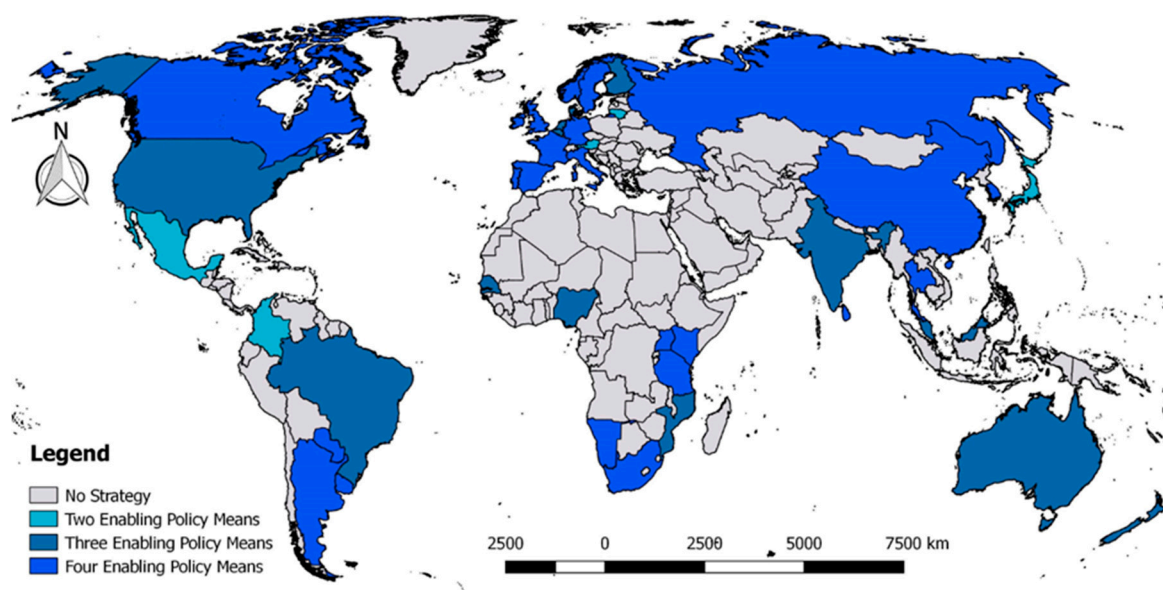 N
Legend
No Strategy
Two Enabling Policy Means
Three Enabling Policy Means
Four Enabling Policy Means
2500 0 2500 5000 7500 km